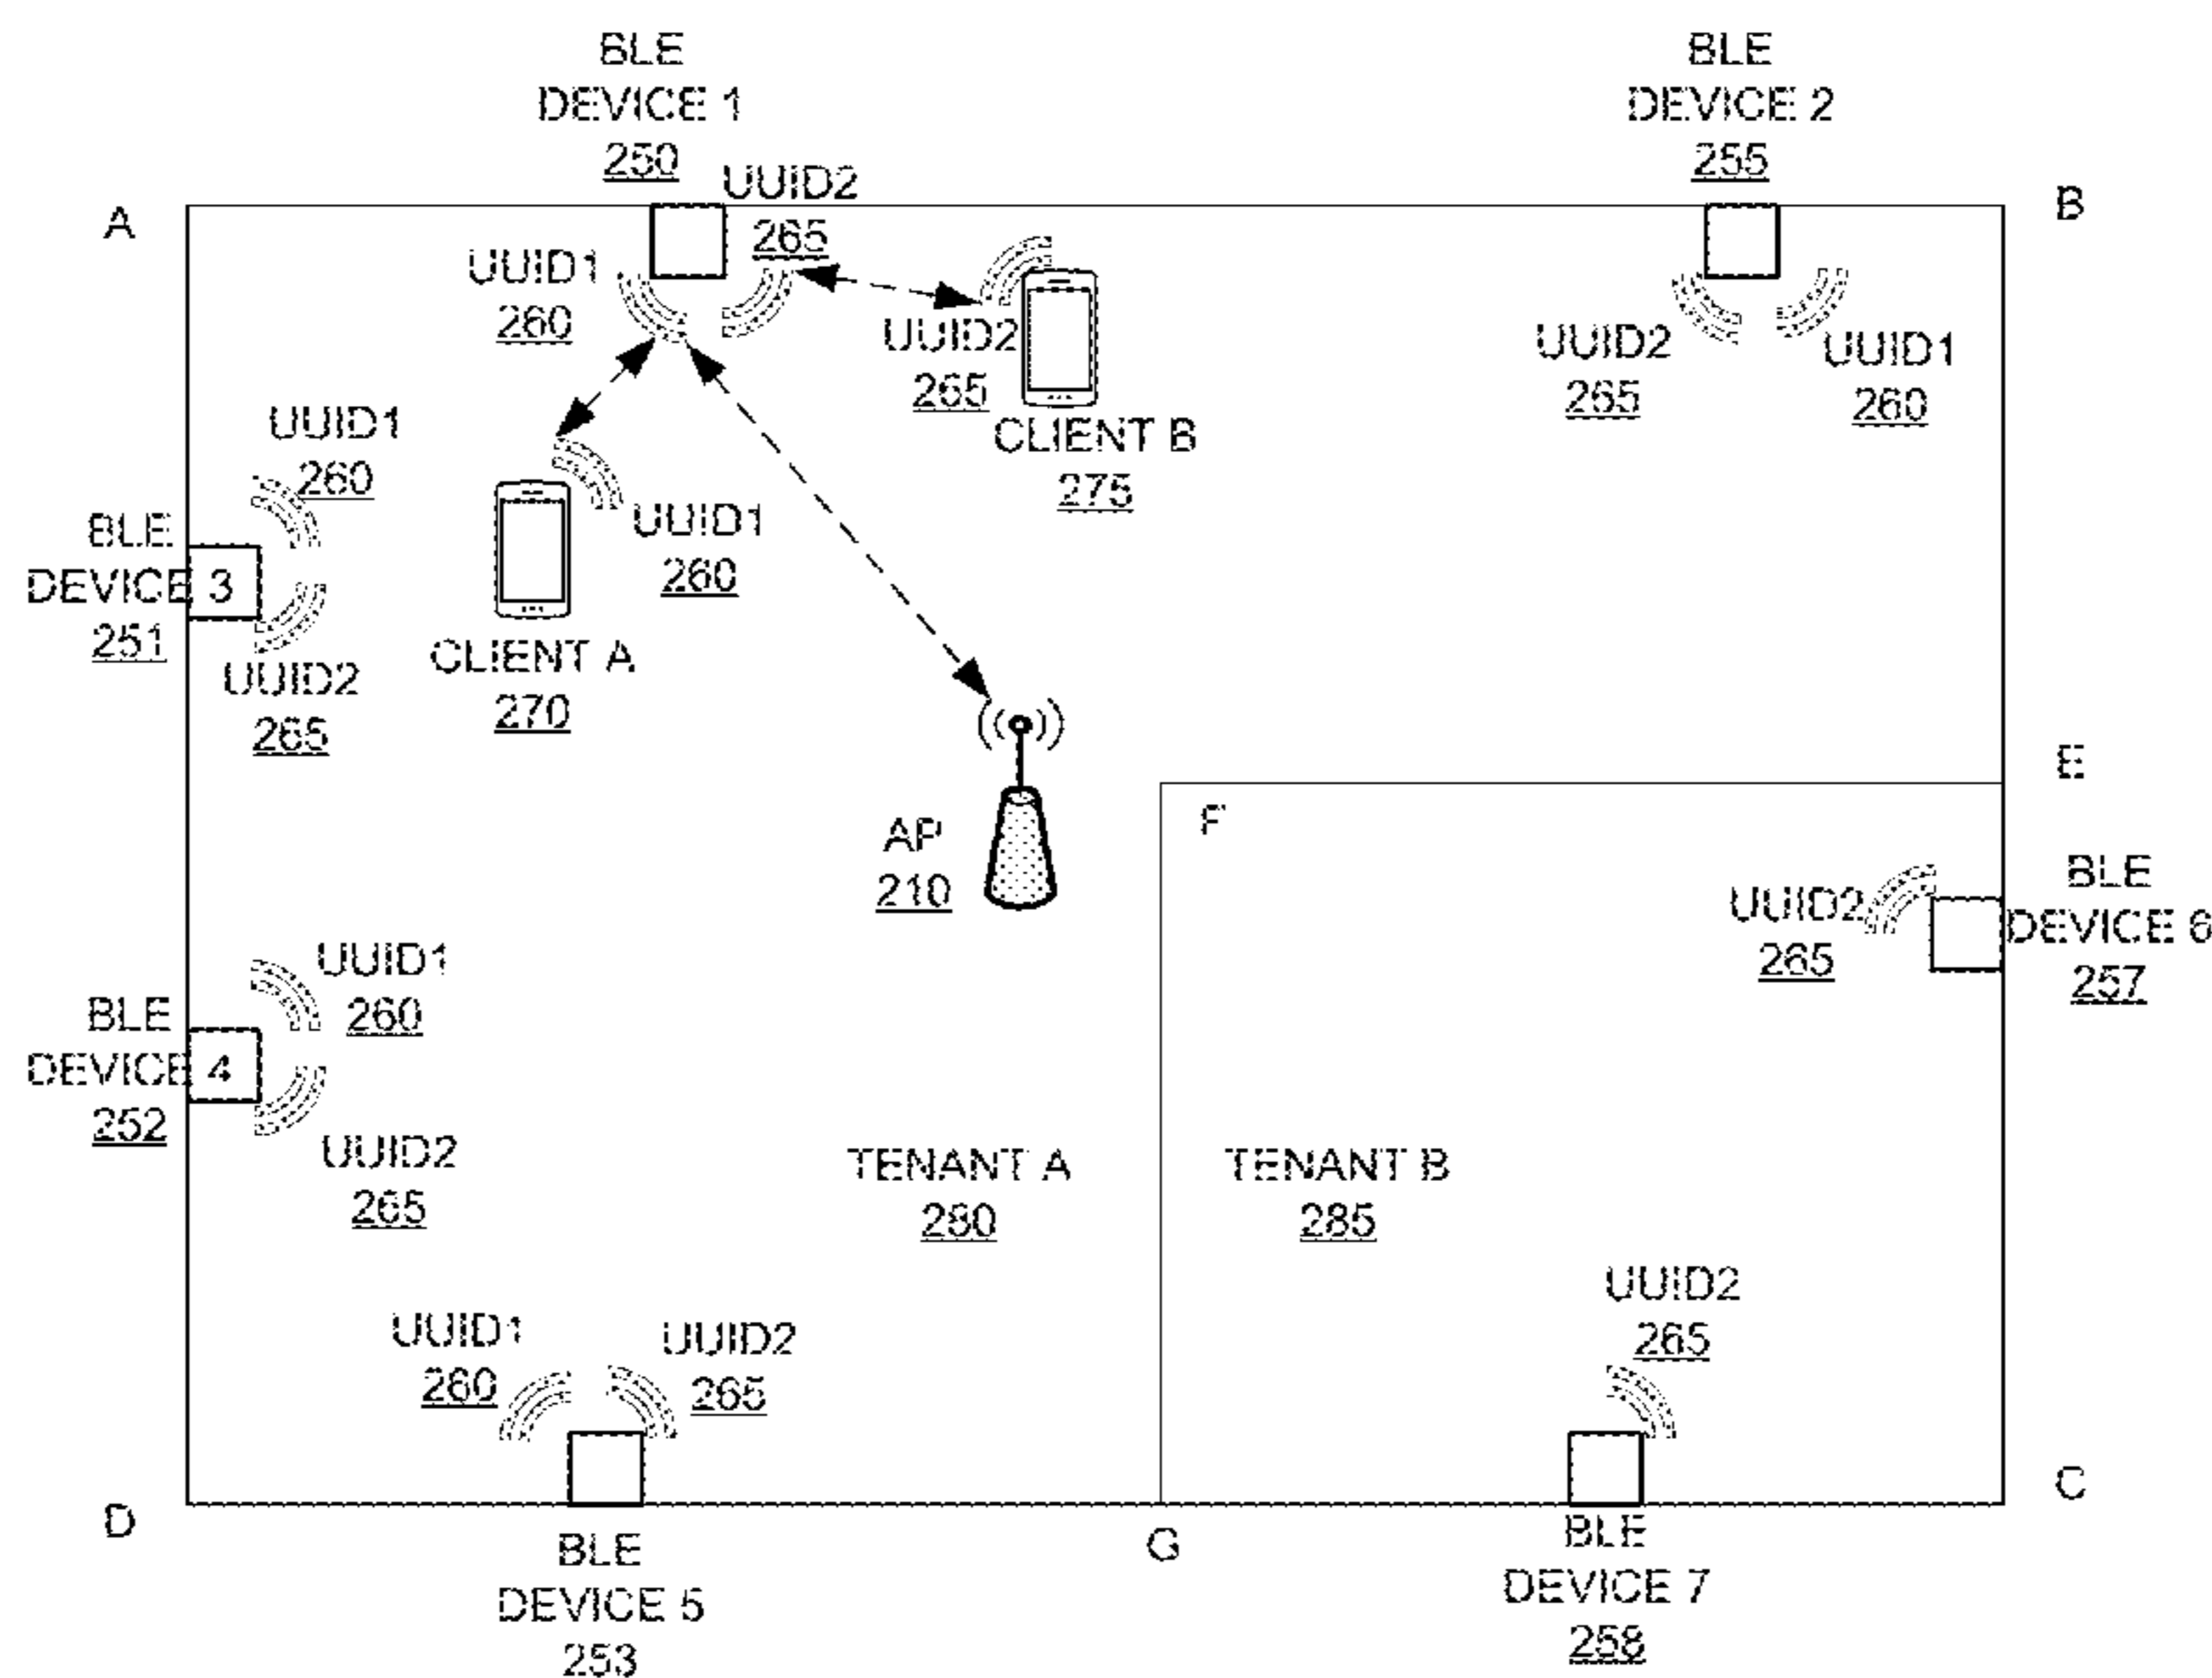 BLE
DEVICE 1
250
BLE
DEVICE 2
255
A
UUID2
265
B
UUID1
260
UUID2
265
CLIENT B
275
UUID2
265
UUID1
260
UUID1
260
BLE
DEVICE 3
251
UUID2
265
UUID1
260
CLIENT A
270
E
F
AP
210
BLE
DEVICE 6
257
UUID2
265
UUID1
260
BLE
DEVICE 4
252
UUID2
265
TENANT A
280
TENANT B
285
UUID1
260
UUID2
265
UUID2
265
D
BLE
DEVICE 5
253
G
BLE
DEVICE 7
258
C